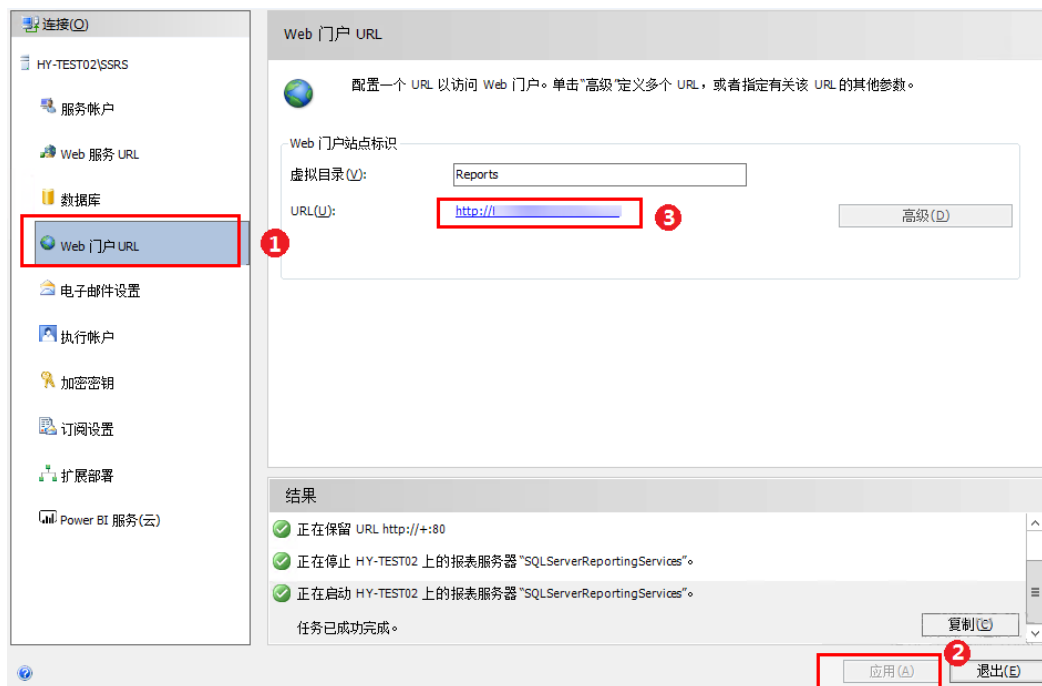 连接(O)
HY-TEST02\SSRS
服务帐户
Web 服务 URL
数据库
Web 门户 URL
1
电子邮件设置
执行帐户
加密密钥
订阅设置
扩展部署
Power BI 服务(云)
Web 门户 URL
配置一个 URL 以访问 Web 门户。单击“高级”定义多个 URL，或者指定有关该 URL 的其他参数。
Web 门户站点标识
虚拟目录(V):
Reports
URL(U):
http://
3
高级(D)
结果
正在保留 URL http://+:80
正在停止 HY-TEST02 上的报表服务器“SQLServerReportingServices”。
正在启动 HY-TEST02 上的报表服务器“SQLServerReportingServices”。
任务已成功完成。
复制(C)
2
应用(A)
退出(E)